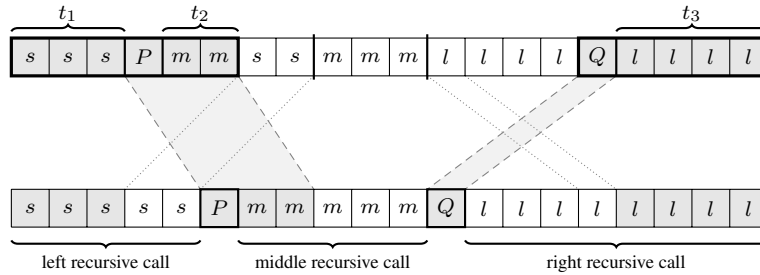 t₁ t₂ t₃
s s s P m m s s m m m l l l l Q l l l l
s s s s s P m m m m m Q l l l l l l l l
left recursive call middle recursive call right recursive call